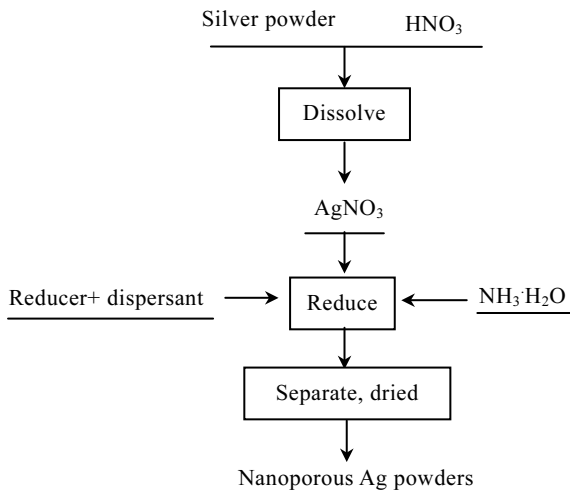 Silver powder HNO₃
Dissolve
AgNO₃
Reducer+ dispersant
Reduce
NH₃·H₂O
Separate, dried
Nanoporous Ag powders